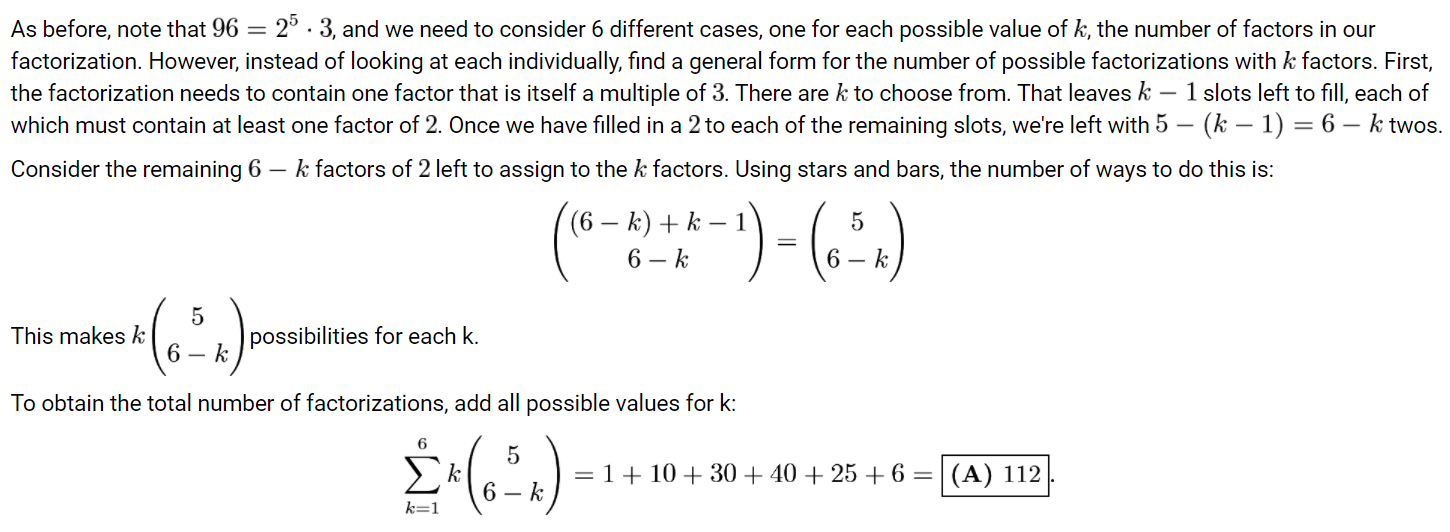 As before, note that $96 = 2^5 \cdot 3$, and we need to consider 6 different cases, one for each possible value of $k$, the number of factors in our
factorization. However, instead of looking at each individually, find a general form for the number of possible factorizations with $k$ factors. First,
the factorization needs to contain one factor that is itself a multiple of $3$. There are $k$ to choose from. That leaves $k - 1$ slots left to fill, each of
which must contain at least one factor of $2$. Once we have filled in a $2$ to each of the remaining slots, we're left with $5 - (k - 1) = 6 - k$ twos.
Consider the remaining $6 - k$ factors of $2$ left to assign to the $k$ factors. Using stars and bars, the number of ways to do this is:
$\binom{(6 - k) + k - 1}{6 - k} = \binom{5}{6 - k}$
This makes $k\binom{5}{6 - k}$ possibilities for each k.
To obtain the total number of factorizations, add all possible values for k:
$\sum_{k=1}^{6} k\binom{5}{6 - k} = 1 + 10 + 30 + 40 + 25 + 6 = \boxed{\textbf{(A) } 112}.$